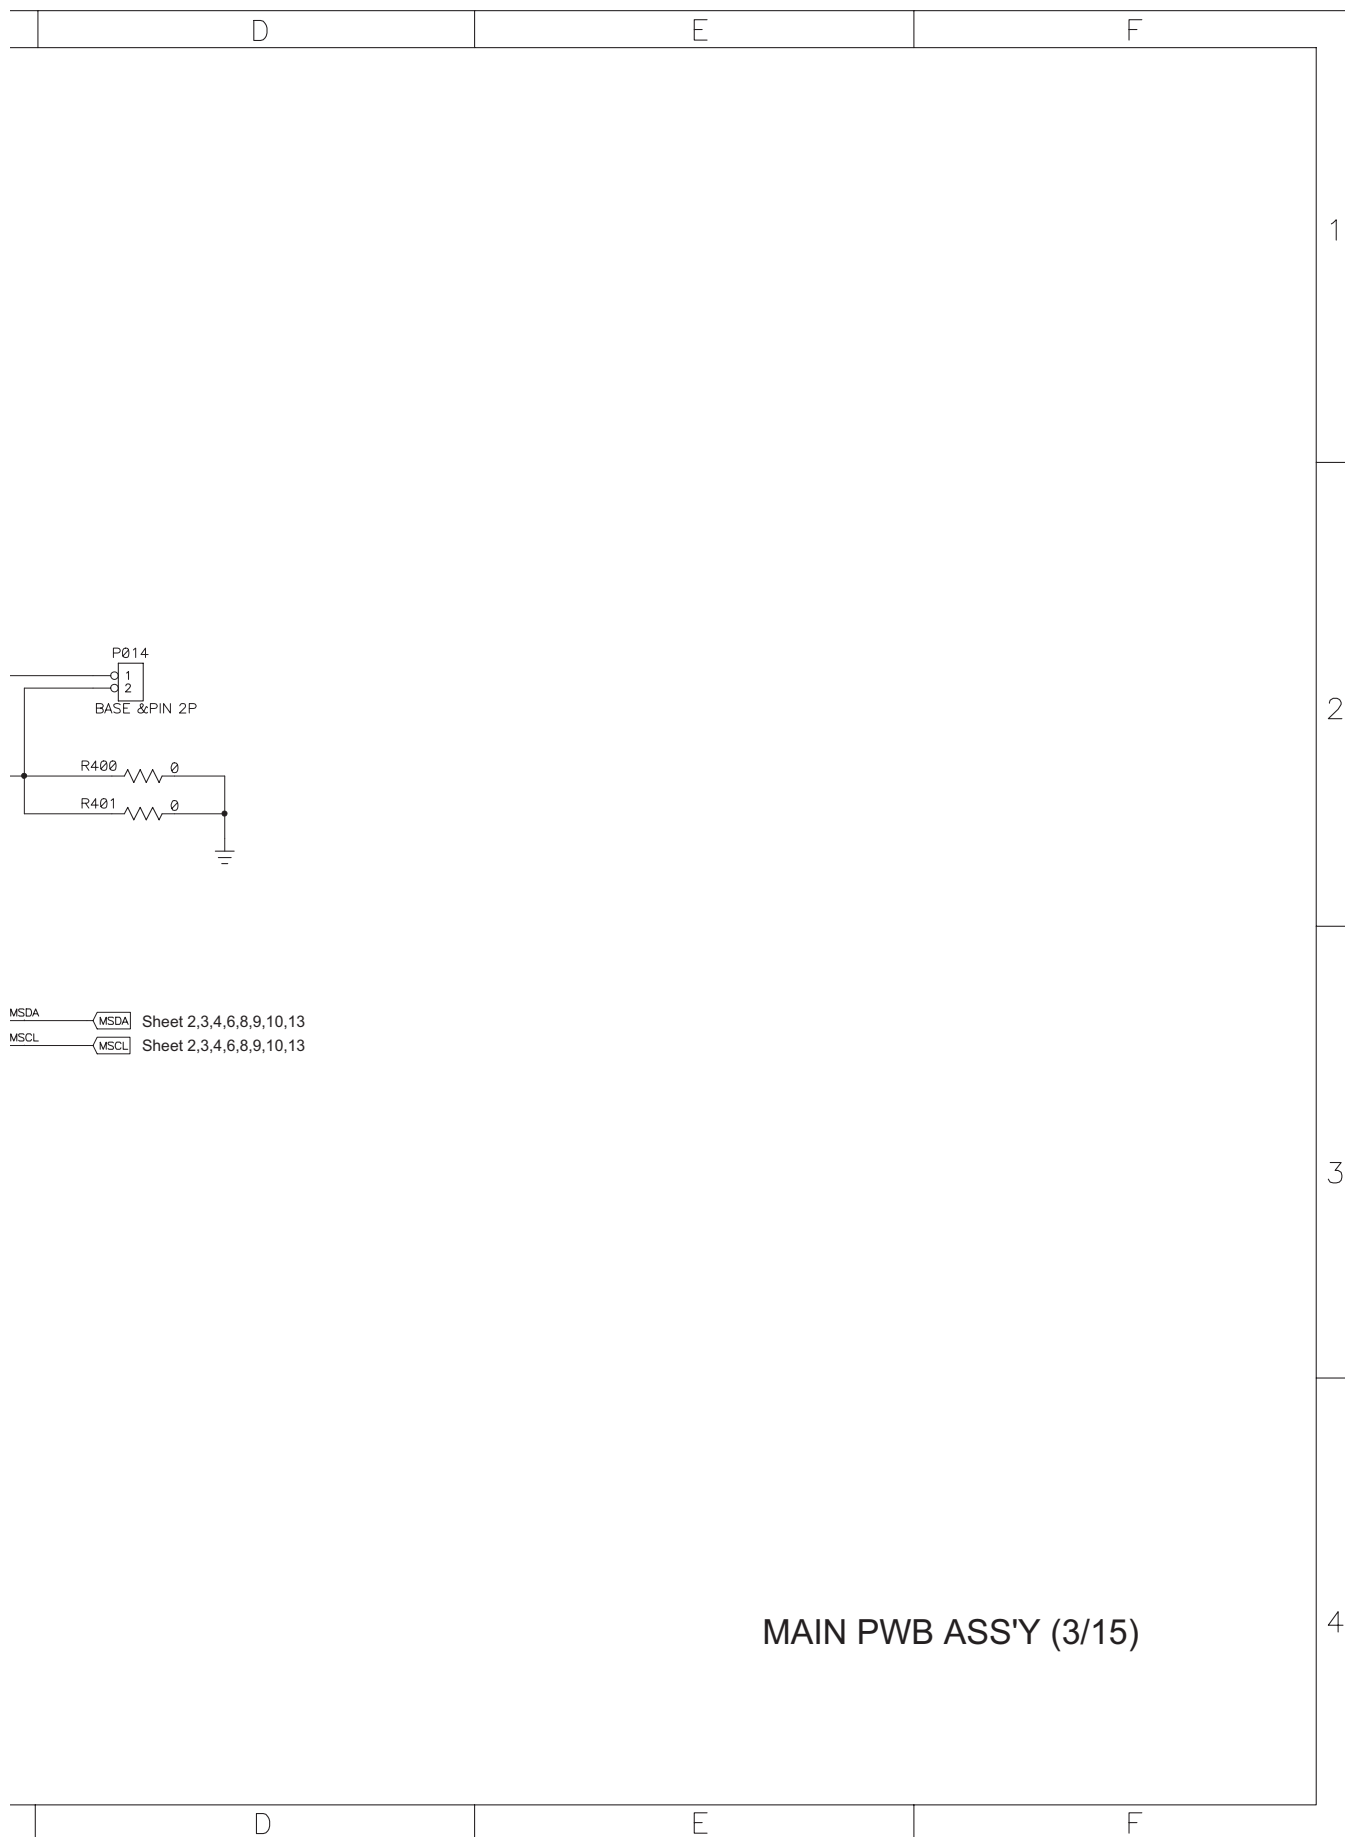 D E F
1
P014
1
2
BASE &PIN 2P
2
R400 0
R401 0
MSDA MSDA Sheet 2,3,4,6,8,9,10,13
MSCL MSCL Sheet 2,3,4,6,8,9,10,13
3
MAIN PWB ASS'Y (3/15)
4
D E F